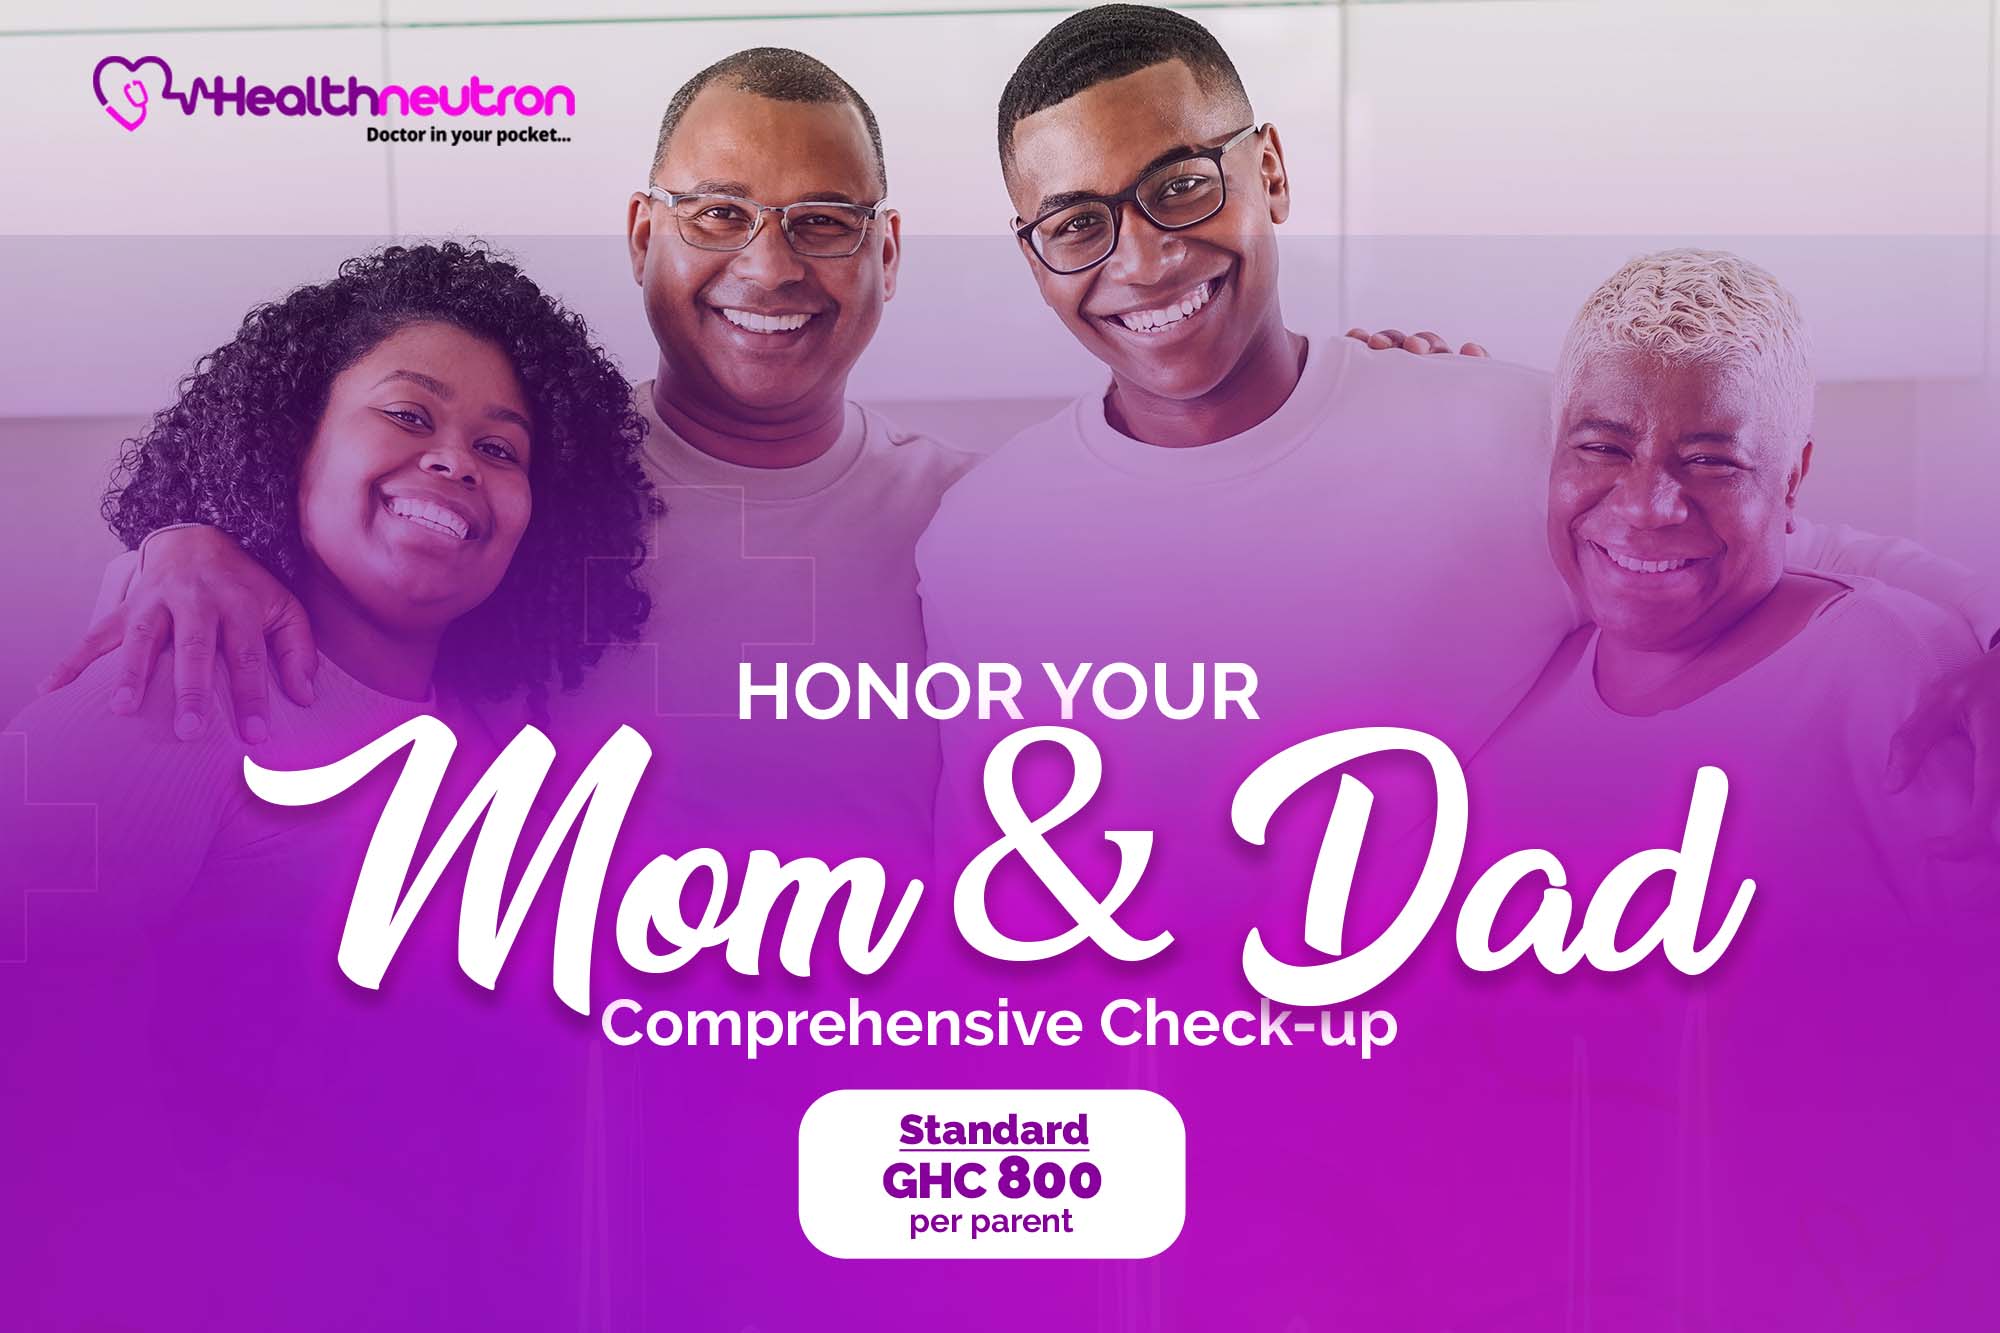 Healthneutron
Doctor in your pocket...
HONOR YOUR
Mom & Dad
Comprehensive Check-up
Standard
GHC 800
per parent